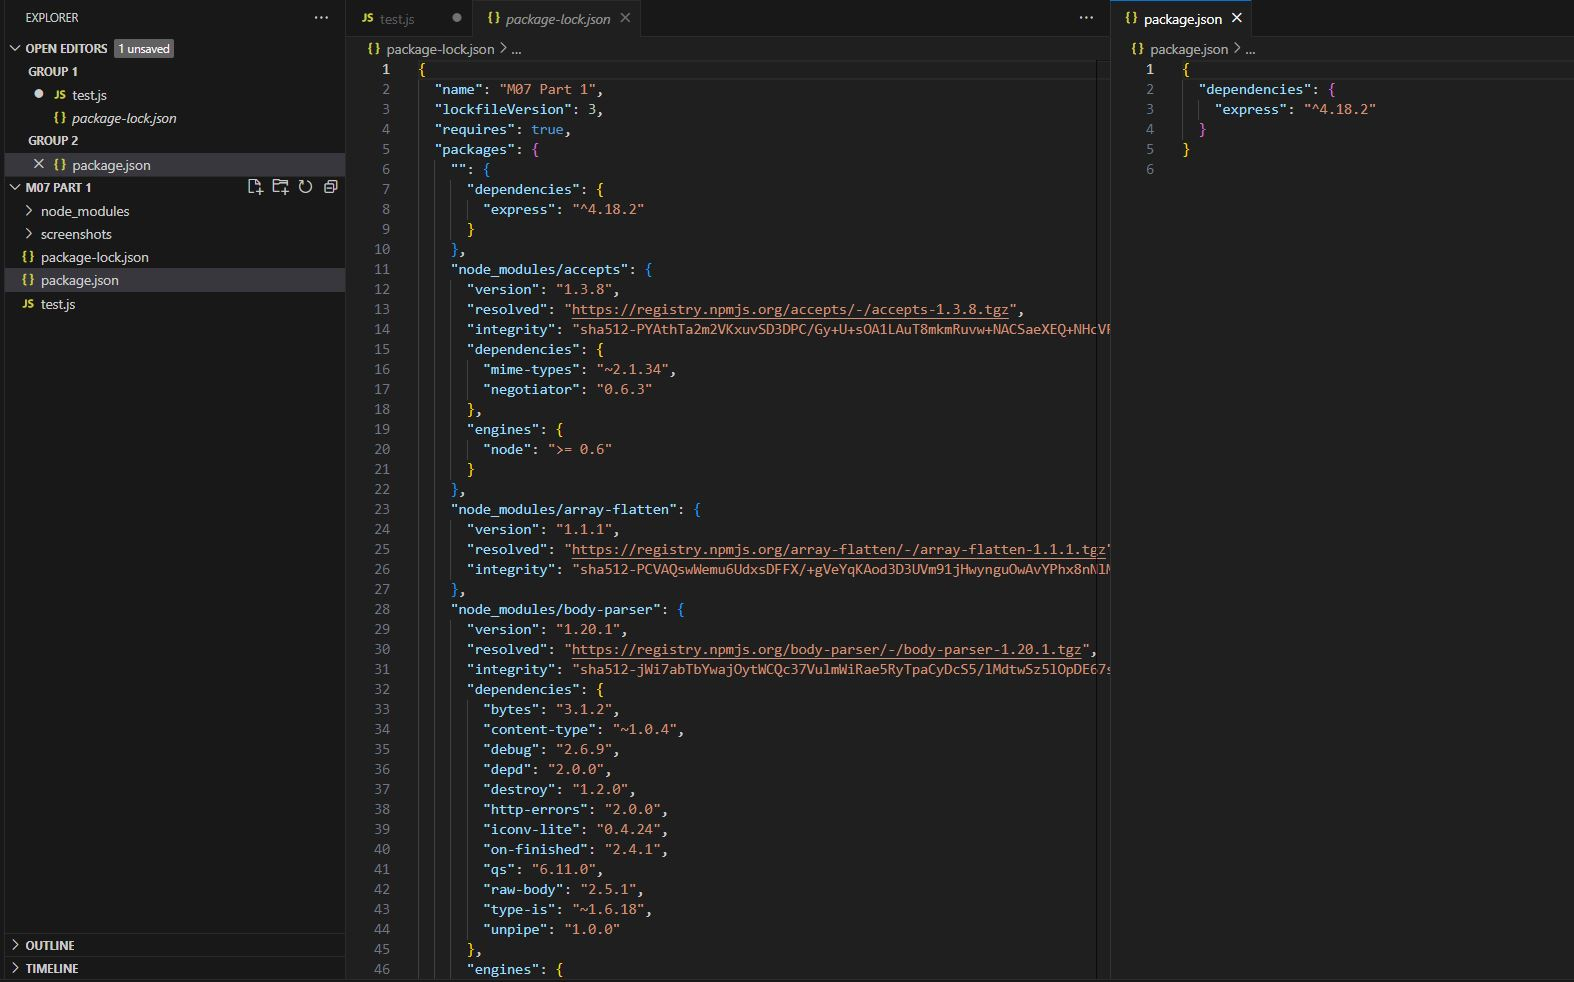 EXPLORER
OPEN EDITORS 1 unsaved
GROUP 1
JS test.js
{} package-lock.json
GROUP 2
{} package.json
M07 PART 1
node_modules
screenshots
{} package-lock.json
{} package.json
JS test.js
OUTLINE
TIMELINE
JS test.js
{} package-lock.json
{} package-lock.json > ...
1 {
2 "name": "M07 Part 1",
3 "lockfileVersion": 3,
4 "requires": true,
5 "packages": {
6 "": {
7 "dependencies": {
8 "express": "^4.18.2"
9 }
10 },
11 "node_modules/accepts": {
12 "version": "1.3.8",
13 "resolved": "https://registry.npmjs.org/accepts/-/accepts-1.3.8.tgz",
14 "integrity": "sha512-PYAthTa2m2VKxuvSD3DPC/Gy+U+sOA1LAuT8mkmRuvw+NACSaeXEQ+NHcVF
15 "dependencies": {
16 "mime-types": "~2.1.34",
17 "negotiator": "0.6.3"
18 },
19 "engines": {
20 "node": ">= 0.6"
21 }
22 },
23 "node_modules/array-flatten": {
24 "version": "1.1.1",
25 "resolved": "https://registry.npmjs.org/array-flatten/-/array-flatten-1.1.1.tgz"
26 "integrity": "sha512-PCVAQswWemu6UdxsDFFX/+gVeYqKAod3D3UVm91jHwynguOwAvYPhx8nNlM
27 },
28 "node_modules/body-parser": {
29 "version": "1.20.1",
30 "resolved": "https://registry.npmjs.org/body-parser/-/body-parser-1.20.1.tgz",
31 "integrity": "sha512-jWi7abTbYwajOytWCQc37VulmWiRae5RyTpaCyDcS5/lMdtwSz5lOpDE67s
32 "dependencies": {
33 "bytes": "3.1.2",
34 "content-type": "~1.0.4",
35 "debug": "2.6.9",
36 "depd": "2.0.0",
37 "destroy": "1.2.0",
38 "http-errors": "2.0.0",
39 "iconv-lite": "0.4.24",
40 "on-finished": "2.4.1",
41 "qs": "6.11.0",
42 "raw-body": "2.5.1",
43 "type-is": "~1.6.18",
44 "unpipe": "1.0.0"
45 },
46 "engines": {
{} package.json
{} package.json > ...
1 {
2 "dependencies": {
3 "express": "^4.18.2"
4 }
5 }
6